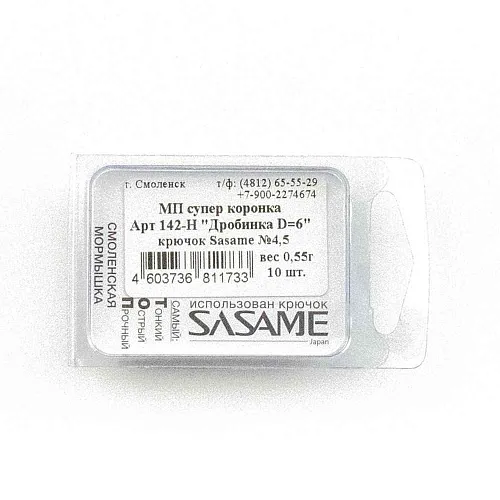 г. Смоленск т/ф: (4812) 65-55-29
+7-900-2274674
МП супер коронка
Арт 142-Н "Дробинка D=6"
крючок Sasame №4,5
вес 0,55г
10 шт.
4 603736 811733
СМОЛЕНСКАЯ
МОРМЫШКА
ПРОЧНЫЙ
ОСТРЫЙ
ТОНКИЙ
САМЫЙ:
использован крючок
SASAME
Japan